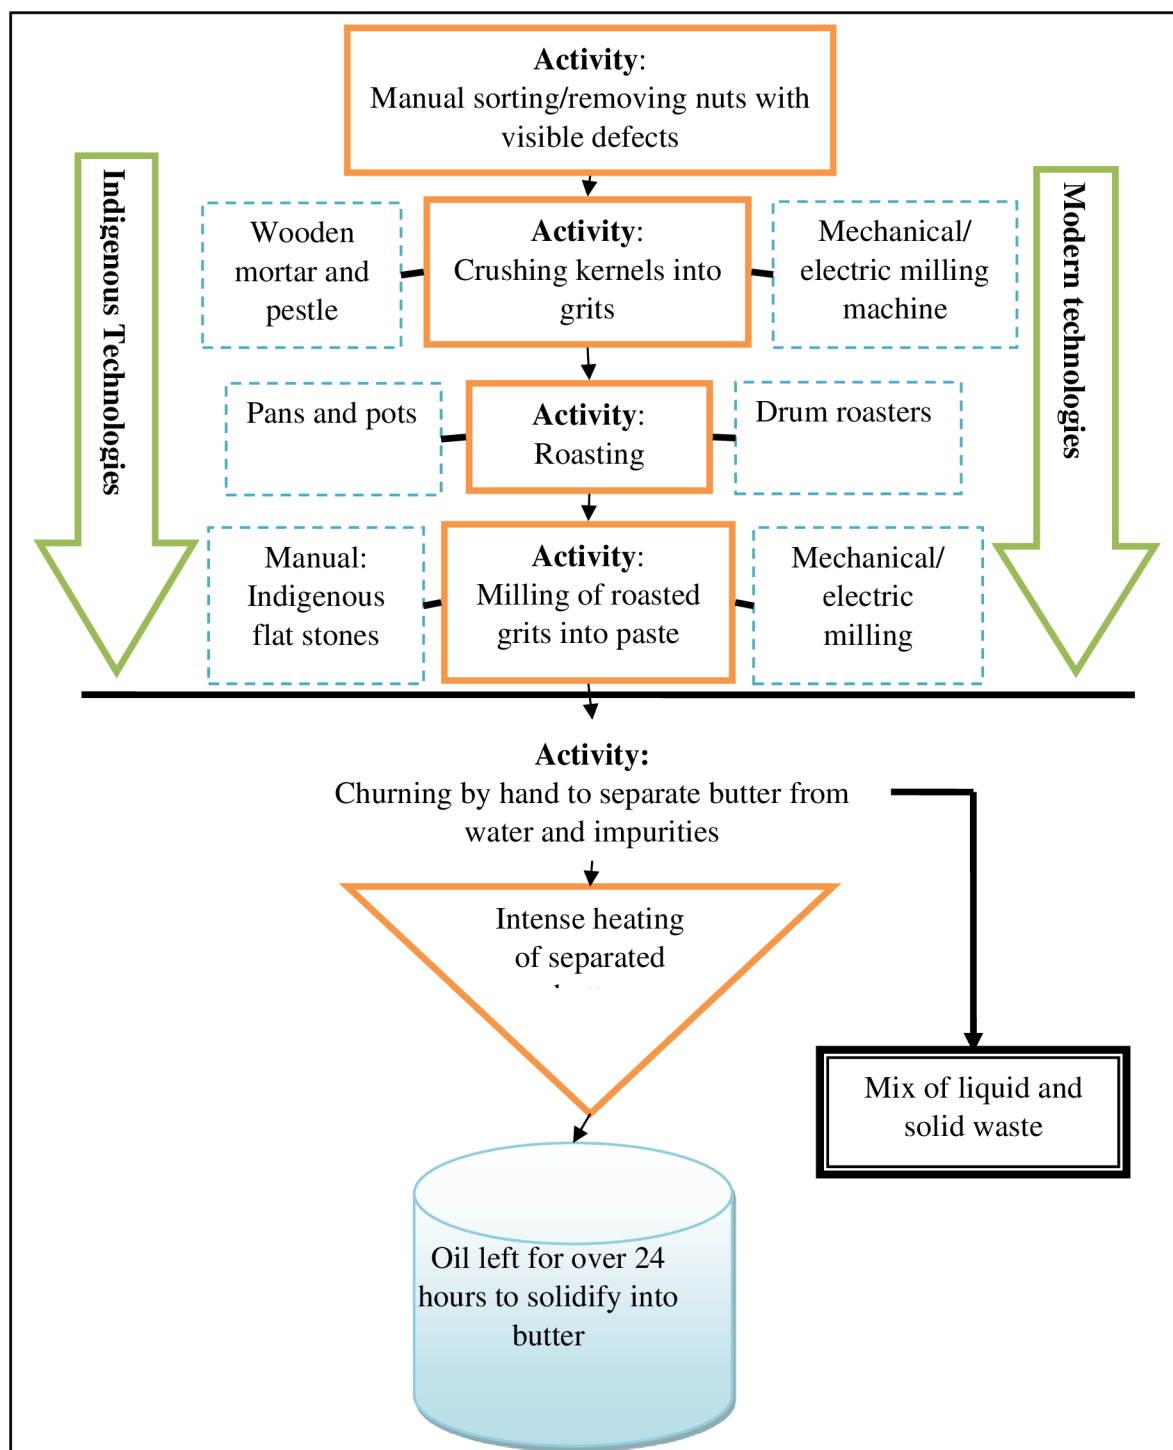 Activity:
Manual sorting/removing nuts with
visible defects
Indigenous Technologies
Modern technologies
Wooden
mortar and
pestle
Activity:
Crushing kernels into
grits
Mechanical/
electric milling
machine
Pans and pots
Activity:
Roasting
Drum roasters
Manual:
Indigenous
flat stones
Activity:
Milling of roasted
grits into paste
Mechanical/
electric
milling
Activity:
Churning by hand to separate butter from
water and impurities
Intense heating
of separated
Mix of liquid and
solid waste
Oil left for over 24
hours to solidify into
butter